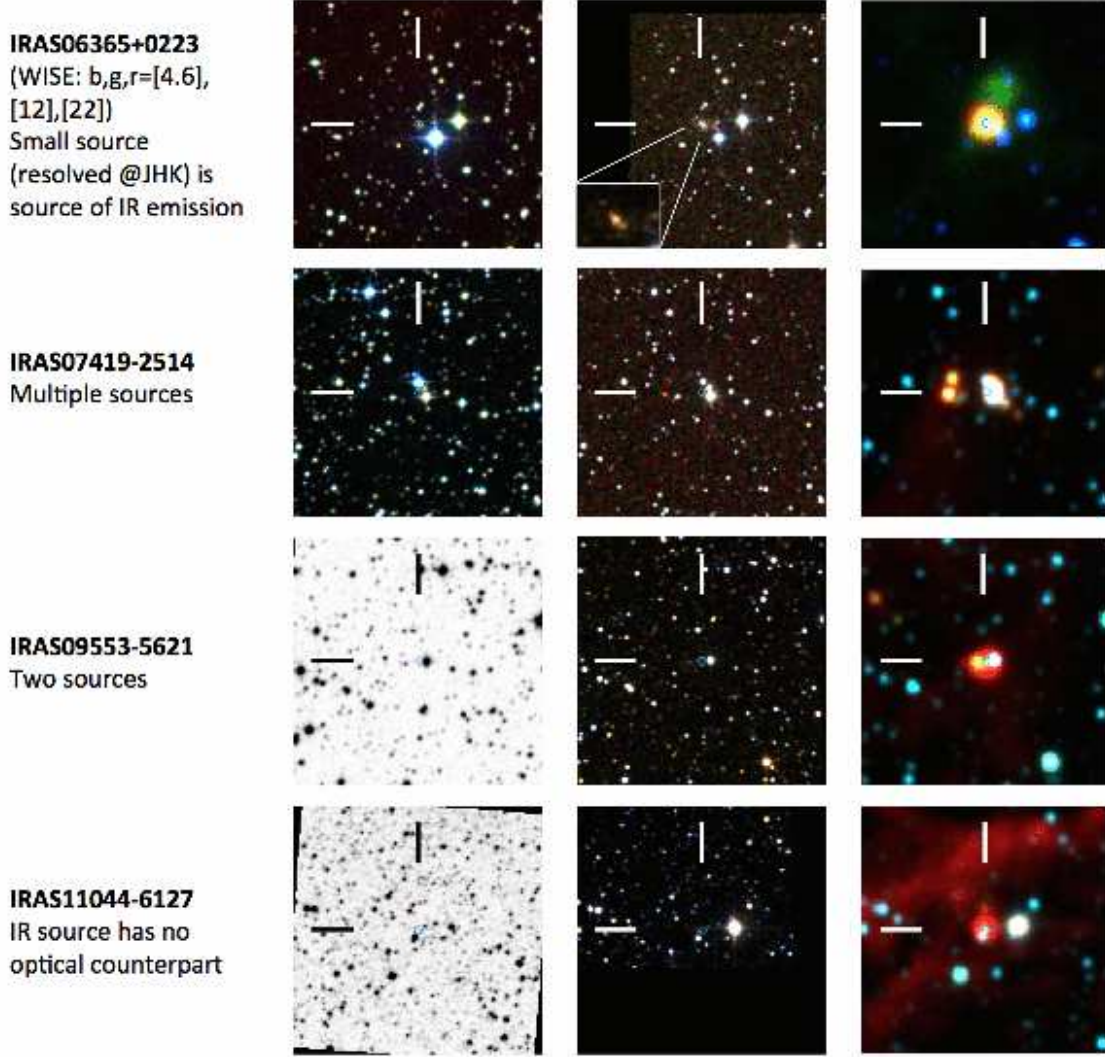 IRAS06365+0223
(WISE: b,g,r=[4.6],
[12],[22])
Small source
(resolved @JHK) is
source of IR emission
IRAS07419-2514
Multiple sources
IRAS09553-5621
Two sources
IRAS11044-6127
IR source has no
optical counterpart